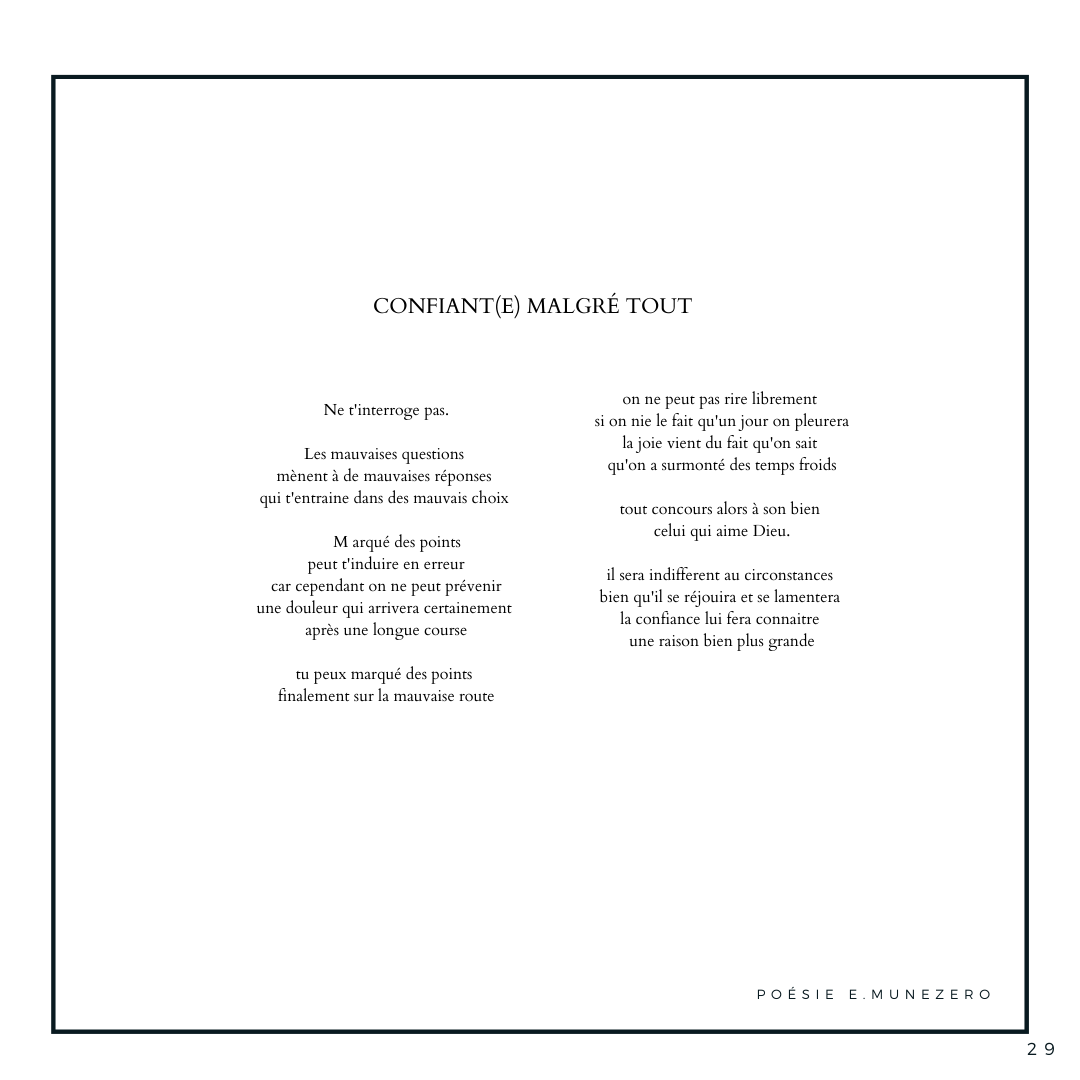 CONFIANT(E) MALGRÉ TOUT
Ne t'interroge pas.
Les mauvaises questions
mènent à de mauvaises réponses
qui t'entraine dans des mauvais choix
M arqué des points
peut t'induire en erreur
car cependant on ne peut prévenir
une douleur qui arrivera certainement
après une longue course
tu peux marqué des points
finalement sur la mauvaise route
on ne peut pas rire librement
si on nie le fait qu'un jour on pleurera
la joie vient du fait qu'on sait
qu'on a surmonté des temps froids
tout concours alors à son bien
celui qui aime Dieu.
il sera indifferent au circonstances
bien qu'il se réjouira et se lamentera
la confiance lui fera connaitre
une raison bien plus grande
POÉSIE E.MUNEZERO
29